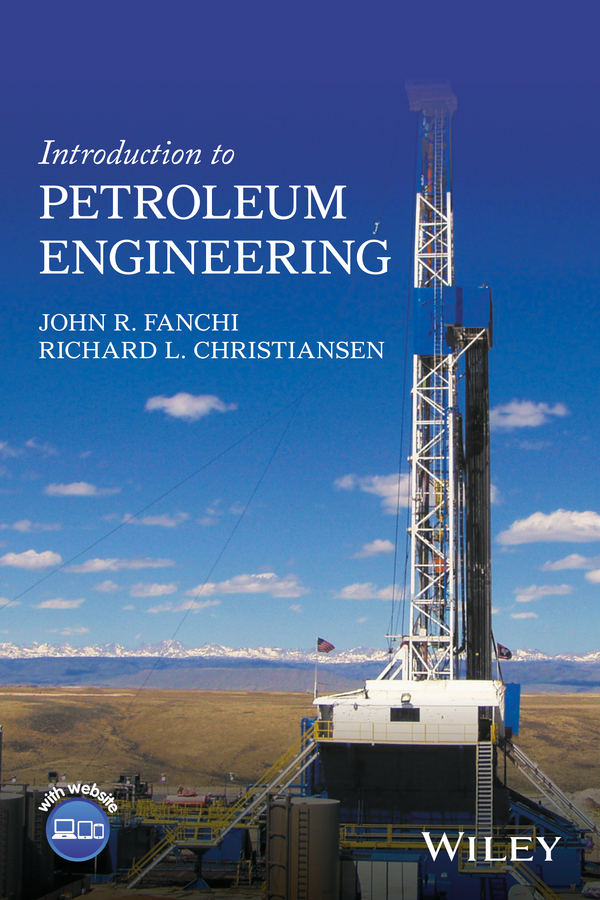 Introduction to
PETROLEUM
ENGINEERING
JOHN R. FANCHI
RICHARD L. CHRISTIANSEN
with website
WILEY